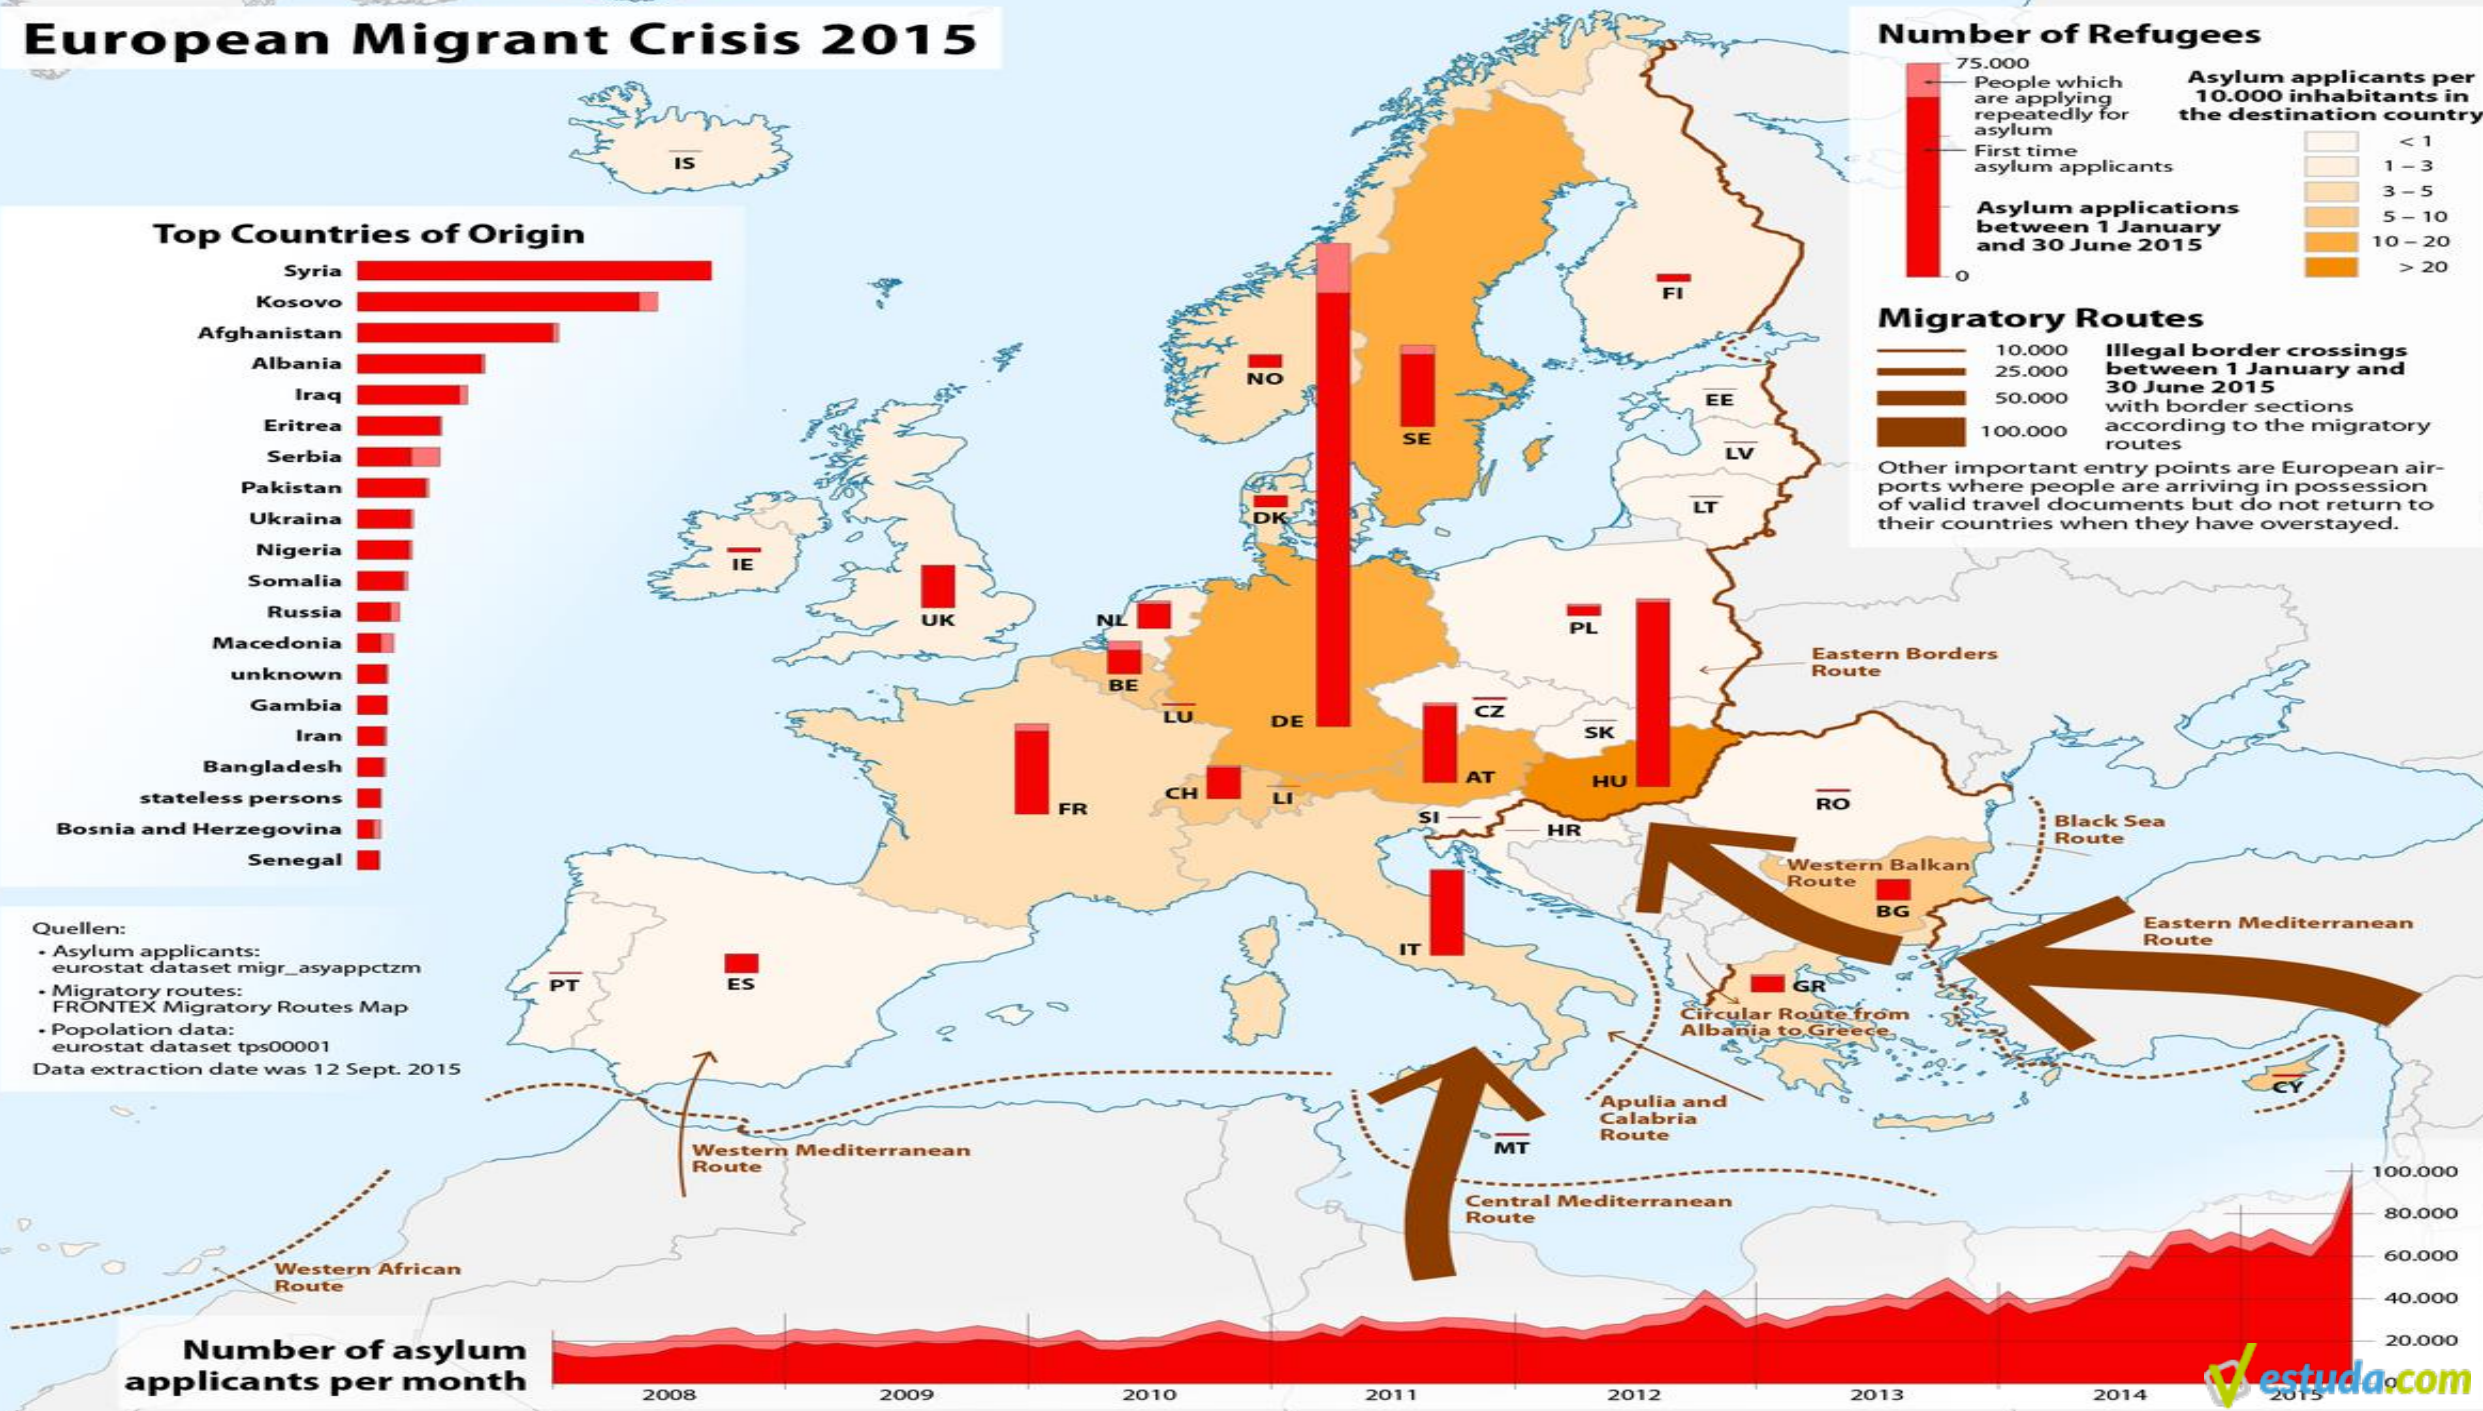 European Migrant Crisis 2015
Number of Refugees
75.000
People which
are applying
repeatedly for
asylum
First time
asylum applicants
Asylum applications
between 1 January
and 30 June 2015
0
Asylum applicants per
10.000 inhabitants in
the destination country
< 1
1 – 3
3 – 5
5 – 10
10 – 20
> 20
Migratory Routes
10.000
25.000
50.000
100.000
Illegal border crossings
between 1 January and
30 June 2015
with border sections
according to the migratory
routes
Other important entry points are European air-
ports where people are arriving in possession
of valid travel documents but do not return to
their countries when they have overstayed.
Top Countries of Origin
Syria
Kosovo
Afghanistan
Albania
Iraq
Eritrea
Serbia
Pakistan
Ukraina
Nigeria
Somalia
Russia
Macedonia
unknown
Gambia
Iran
Bangladesh
stateless persons
Bosnia and Herzegovina
Senegal
Quellen:
• Asylum applicants:
eurostat dataset migr_asyappctzm
• Migratory routes:
FRONTEX Migratory Routes Map
• Popolation data:
eurostat dataset tps00001
Data extraction date was 12 Sept. 2015
IS
FI
NO
SE
EE
LV
LT
DK
IE
UK
NL
PL
BE
LU
DE
CZ
SK
AT
HU
FR
CH
LI
SI
HR
RO
BG
IT
PT
ES
GR
CY
MT
Eastern Borders
Route
Black Sea
Route
Western Balkan
Route
Eastern Mediterranean
Route
Circular Route from
Albania to Greece
Apulia and
Calabria
Route
Western Mediterranean
Route
Central Mediterranean
Route
Western African
Route
Number of asylum
applicants per month
100.000
80.000
60.000
40.000
20.000
0
2008
2009
2010
2011
2012
2013
2014
2015
estuda.com